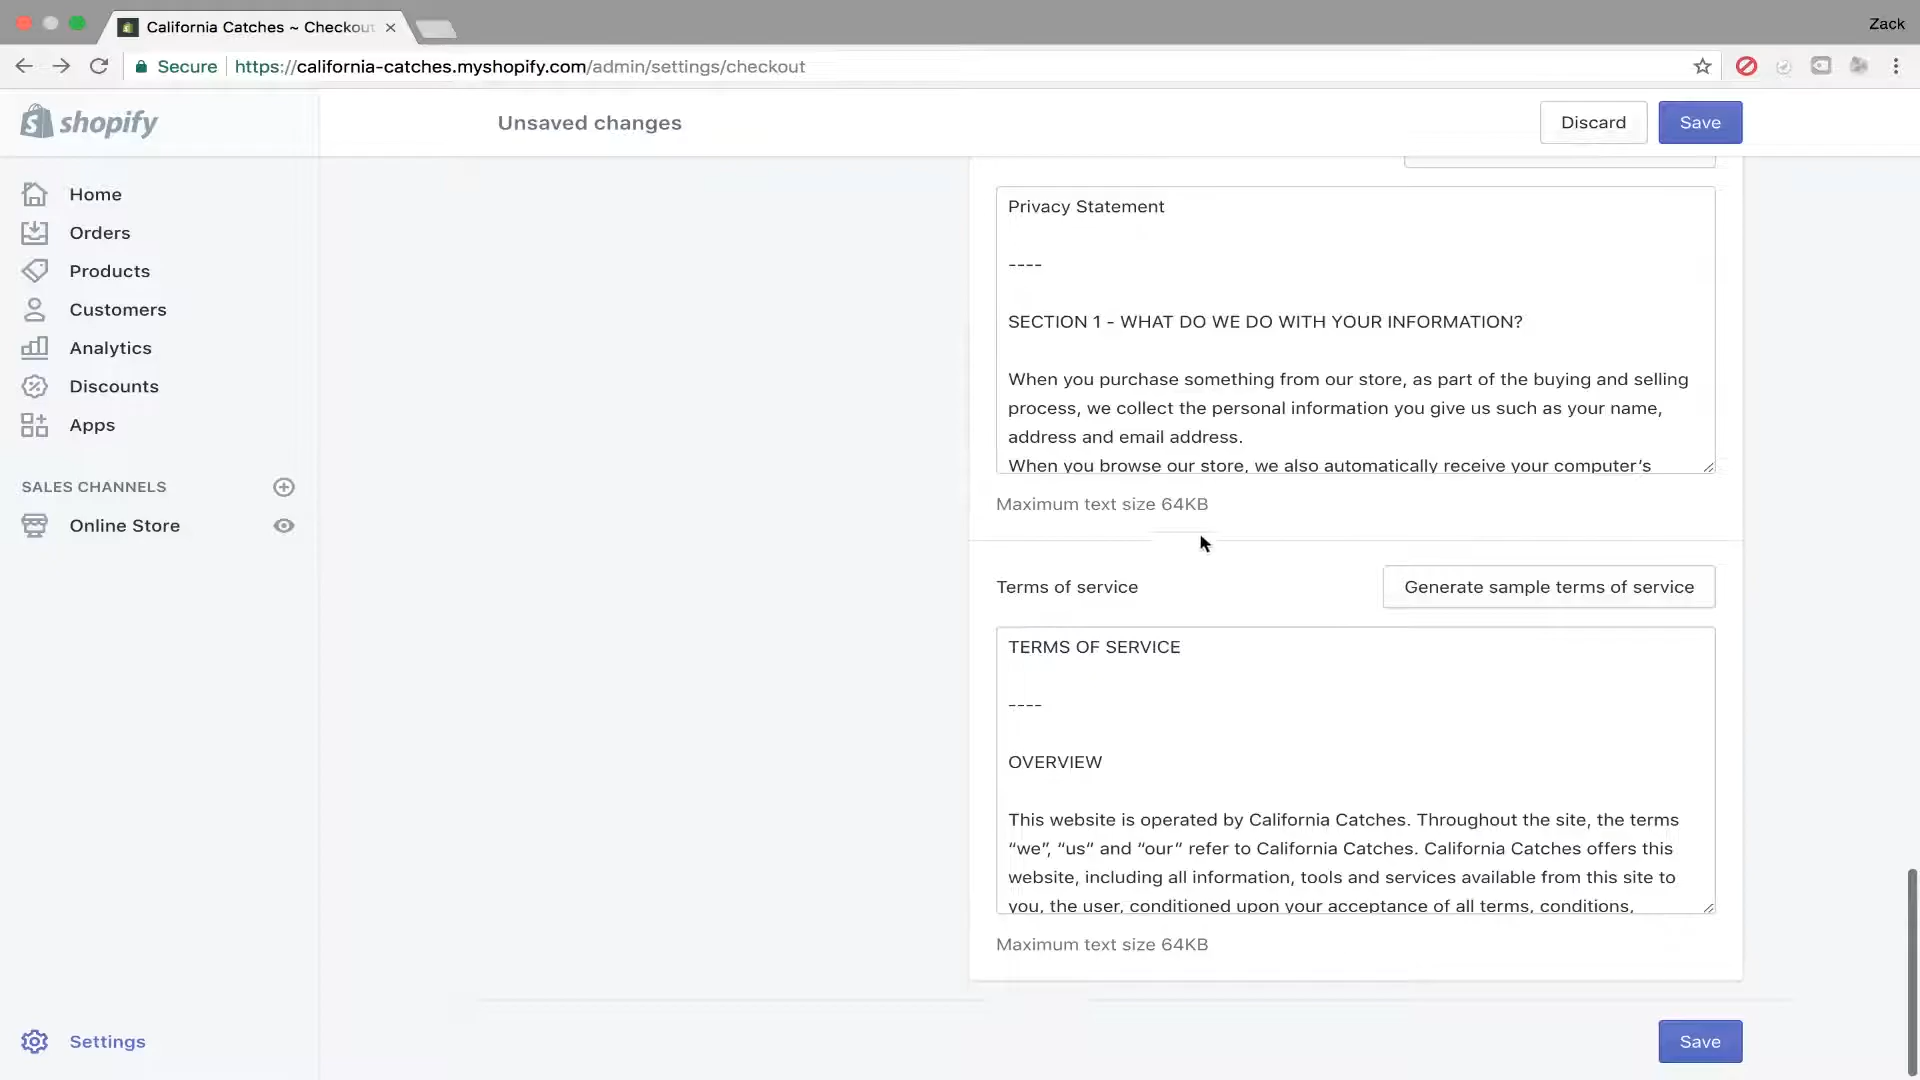 California Catches ~ Checkout
Zack
Secure https://california-catches.myshopify.com/admin/settings/checkout
shopify
Unsaved changes
Discard
Save
Home
Orders
Products
Customers
Analytics
Discounts
Apps
SALES CHANNELS
Online Store
Settings
Privacy Statement
----
SECTION 1 - WHAT DO WE DO WITH YOUR INFORMATION?
When you purchase something from our store, as part of the buying and selling
process, we collect the personal information you give us such as your name,
address and email address.
When you browse our store, we also automatically receive your computer’s
Maximum text size 64KB
Terms of service
Generate sample terms of service
TERMS OF SERVICE
----
OVERVIEW
This website is operated by California Catches. Throughout the site, the terms
“we”, “us” and “our” refer to California Catches. California Catches offers this
website, including all information, tools and services available from this site to
you, the user, conditioned upon your acceptance of all terms, conditions,
Maximum text size 64KB
Save